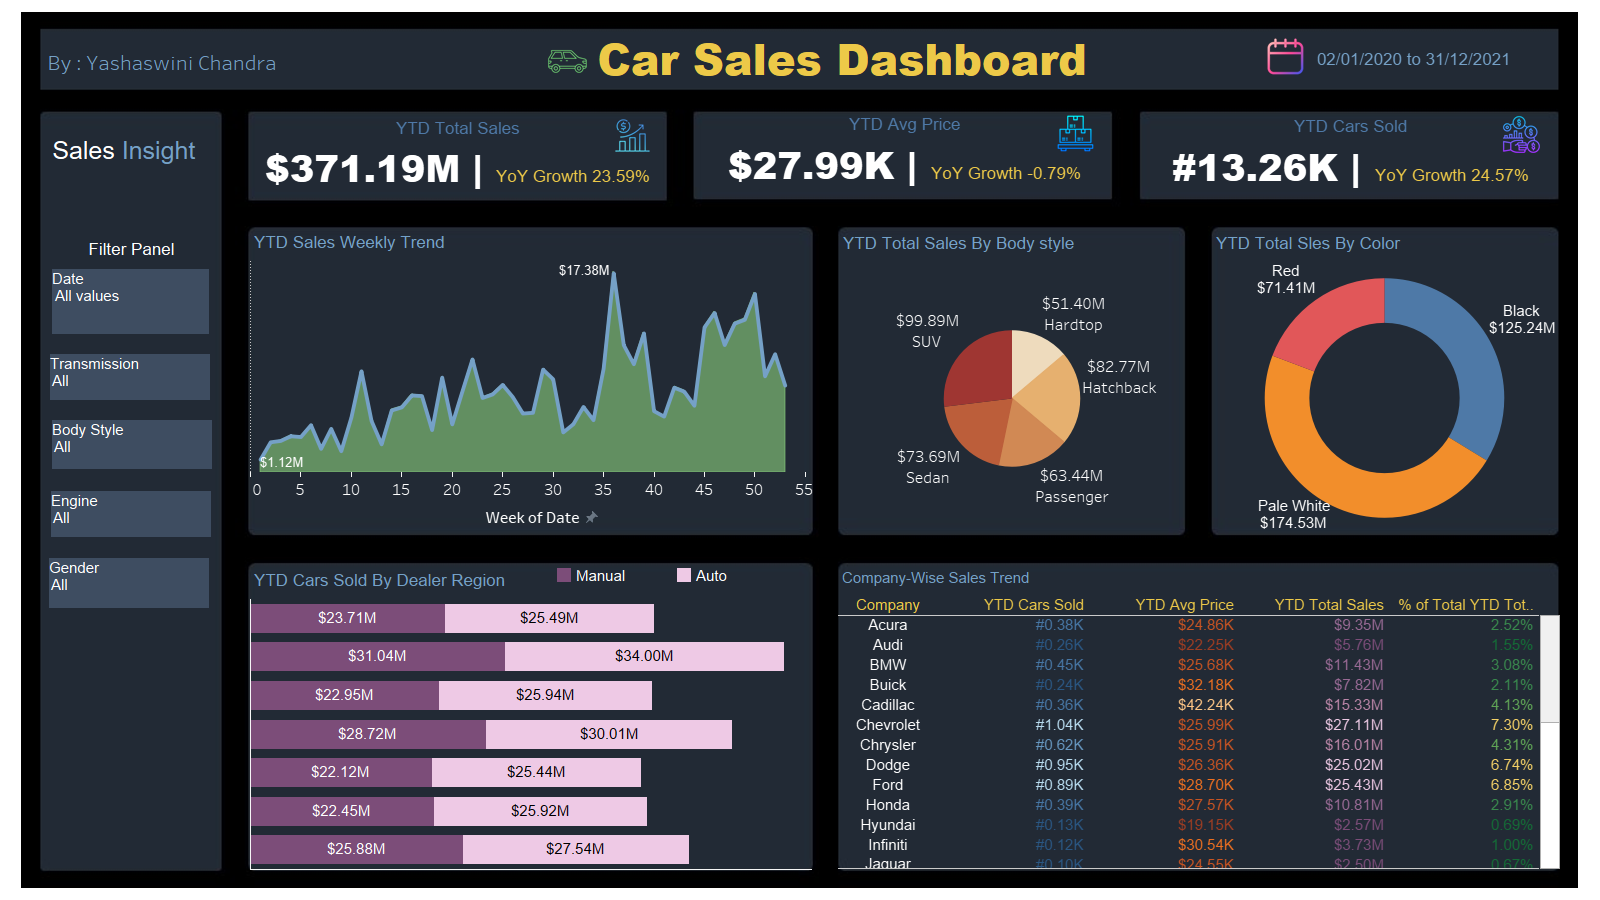 By : Yashaswini Chandra
Car Sales Dashboard
02/01/2020 to 31/12/2021
Sales Insight
Filter Panel
Date
All values
Transmission
All
Body Style
All
Engine
All
Gender
All
YTD Total Sales
$371.19M | YoY Growth 23.59%
YTD Avg Price
$27.99K | YoY Growth -0.79%
YTD Cars Sold
#13.26K | YoY Growth 24.57%
YTD Sales Weekly Trend
$17.38M
$1.12M
0 5 10 15 20 25 30 35 40 45 50 55
Week of Date
YTD Total Sales By Body style
$51.40M
Hardtop
$99.89M
SUV
$82.77M
Hatchback
$73.69M
Sedan
$63.44M
Passenger
YTD Total Sles By Color
Red
$71.41M
Black
$125.24M
Pale White
$174.53M
YTD Cars Sold By Dealer Region
Manual Auto
$23.71M $25.49M
$31.04M $34.00M
$22.95M $25.94M
$28.72M $30.01M
$22.12M $25.44M
$22.45M $25.92M
$25.88M $27.54M
Company-Wise Sales Trend
Company YTD Cars Sold YTD Avg Price YTD Total Sales % of Total YTD Tot..
Acura #0.38K $24.86K $9.35M 2.52%
Audi #0.26K $22.25K $5.76M 1.55%
BMW #0.45K $25.68K $11.43M 3.08%
Buick #0.24K $32.18K $7.82M 2.11%
Cadillac #0.36K $42.24K $15.33M 4.13%
Chevrolet #1.04K $25.99K $27.11M 7.30%
Chrysler #0.62K $25.91K $16.01M 4.31%
Dodge #0.95K $26.36K $25.02M 6.74%
Ford #0.89K $28.70K $25.43M 6.85%
Honda #0.39K $27.57K $10.81M 2.91%
Hyundai #0.13K $19.15K $2.57M 0.69%
Infiniti #0.12K $30.54K $3.73M 1.00%
Jaguar #0.10K $24.55K $2.50M 0.67%